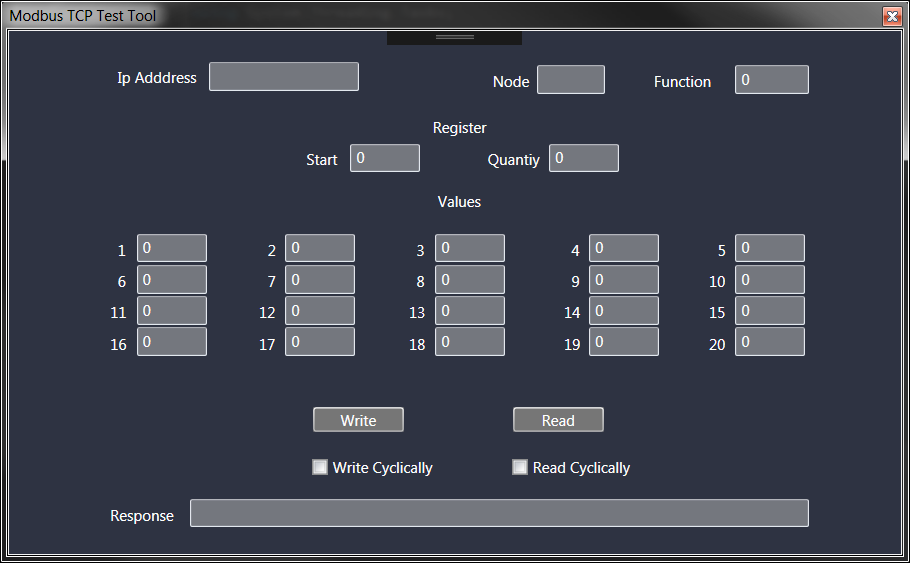 Modbus TCP Test Tool
Ip Adddress Node Function 0
Register
Start 0 Quantiy 0
Values
1 0 2 0 3 0 4 0 5 0
6 0 7 0 8 0 9 0 10 0
11 0 12 0 13 0 14 0 15 0
16 0 17 0 18 0 19 0 20 0
Write Read
Write Cyclically Read Cyclically
Response